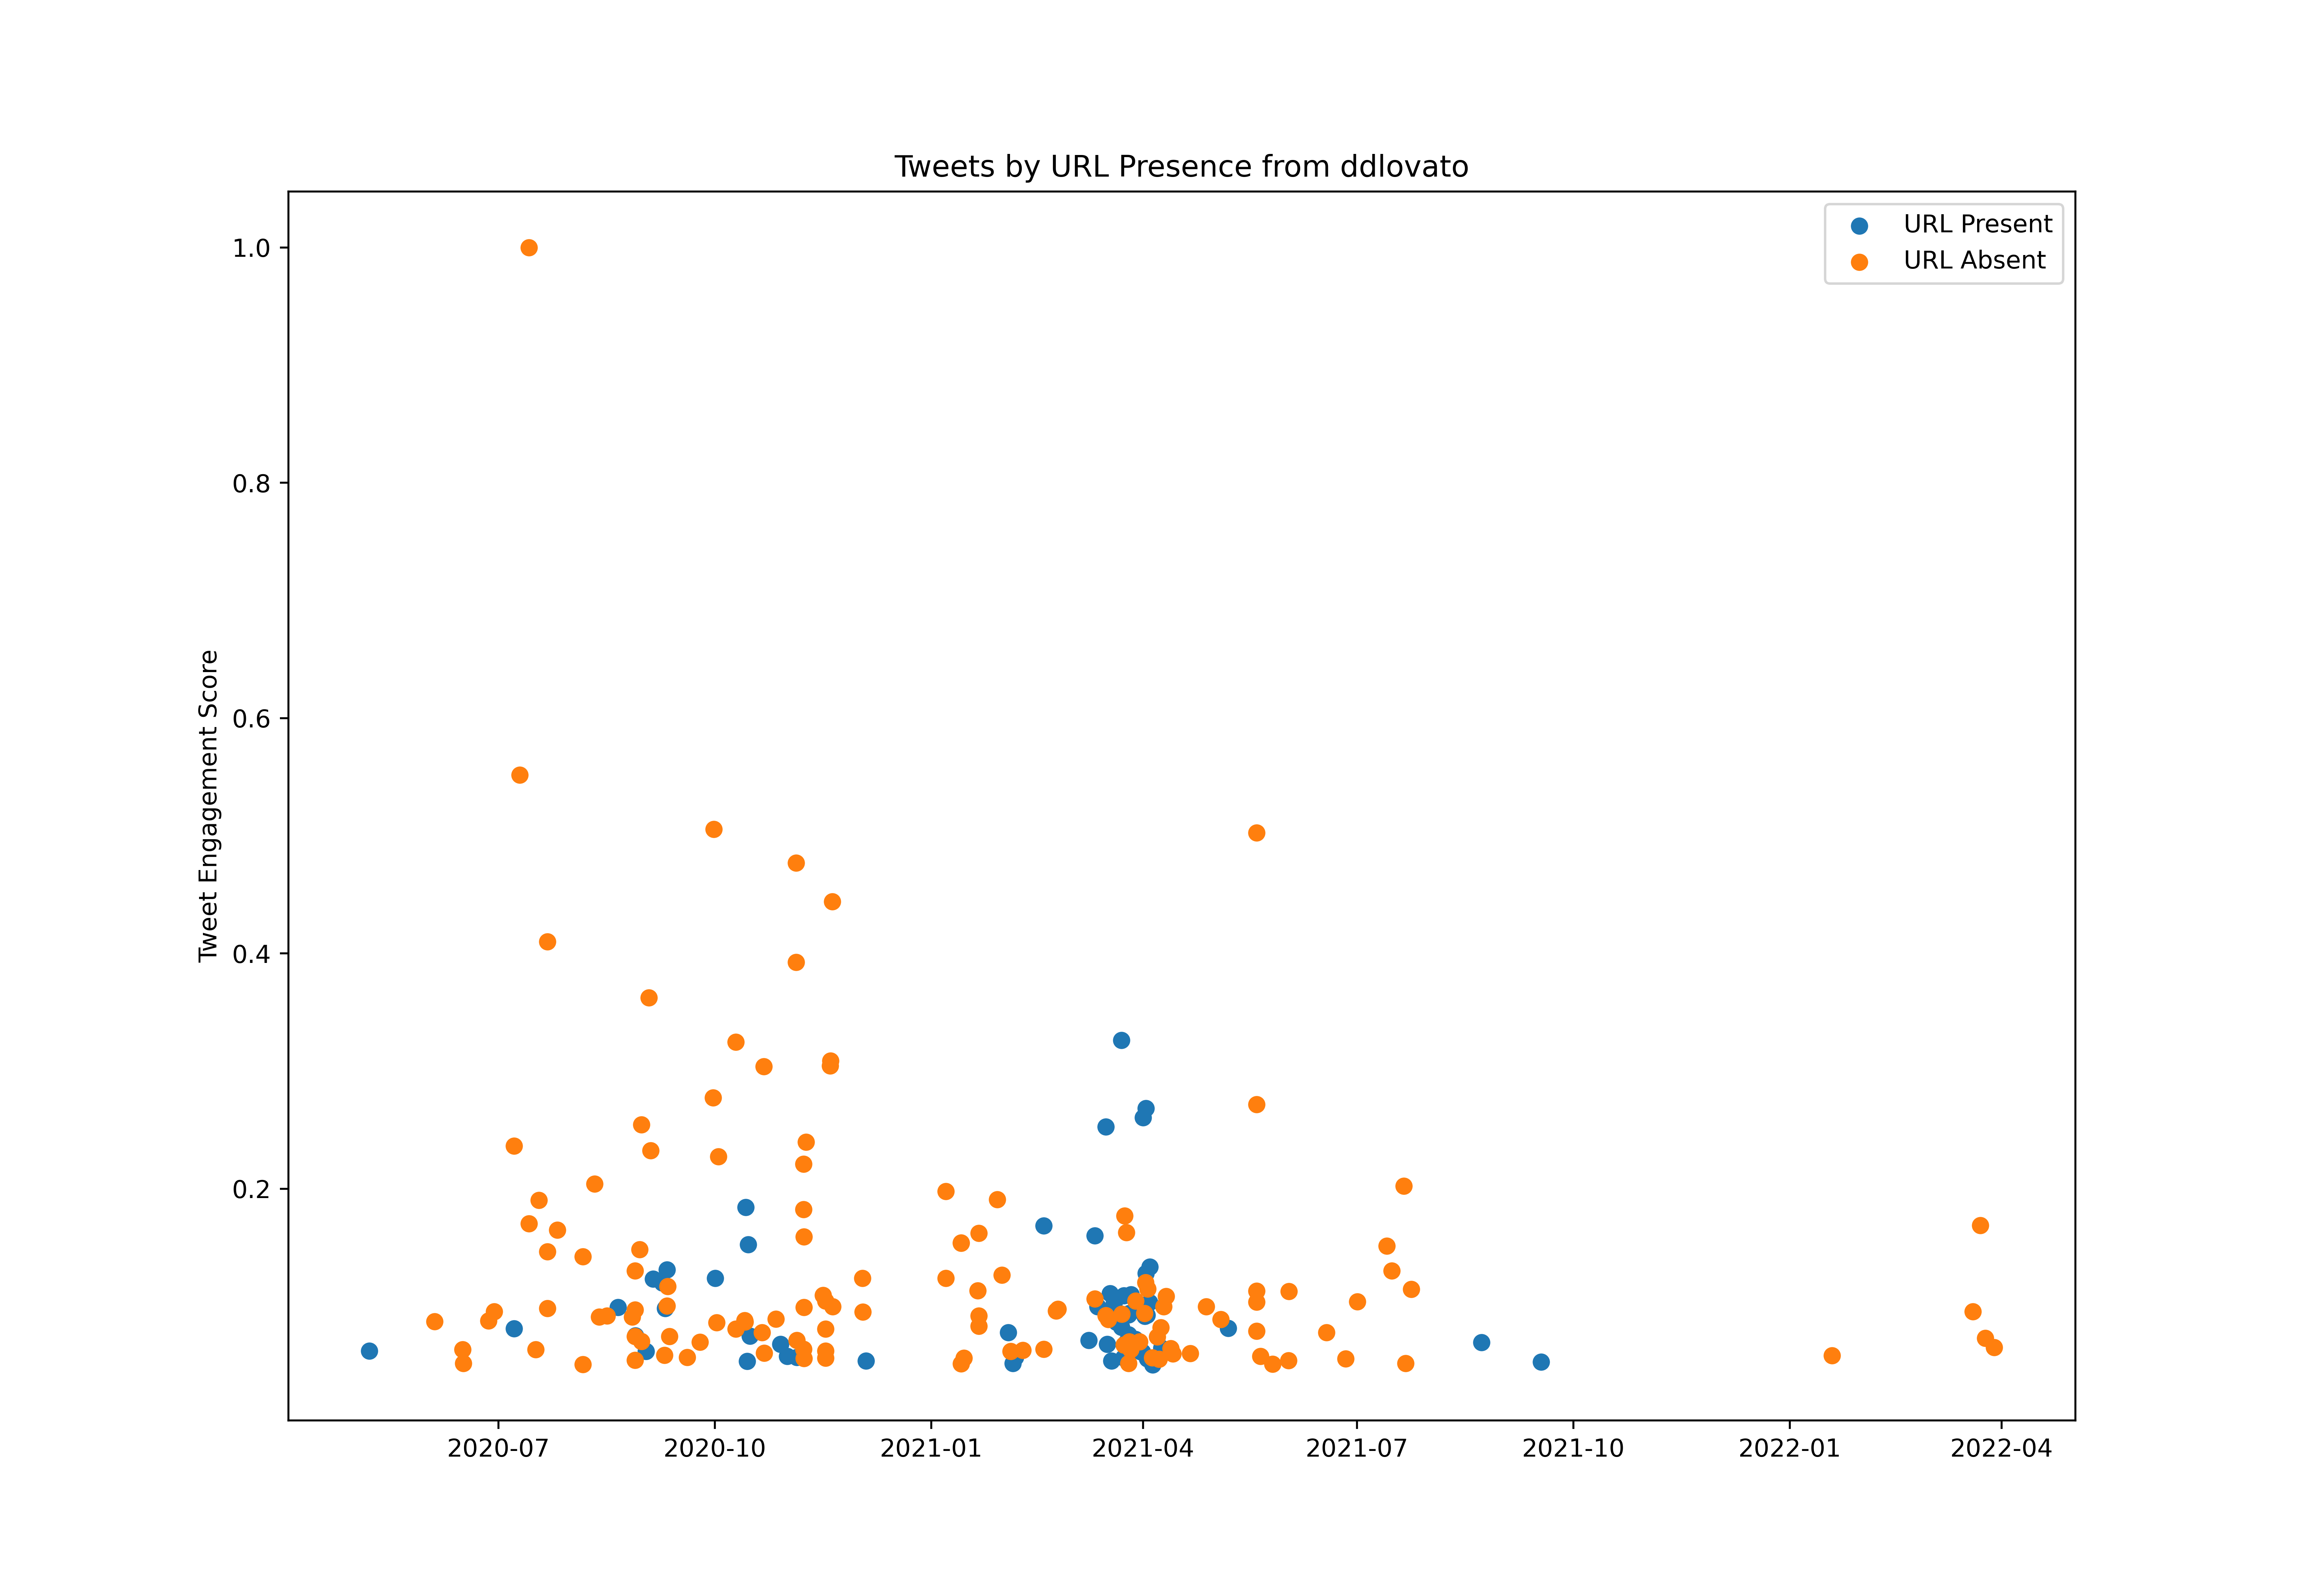 Tweets by URL Presence from ddlovato
URL Present
URL Absent
Tweet Engagement Score
1.0
0.8
0.6
0.4
0.2
2020-07 2020-10 2021-01 2021-04 2021-07 2021-10 2022-01 2022-04